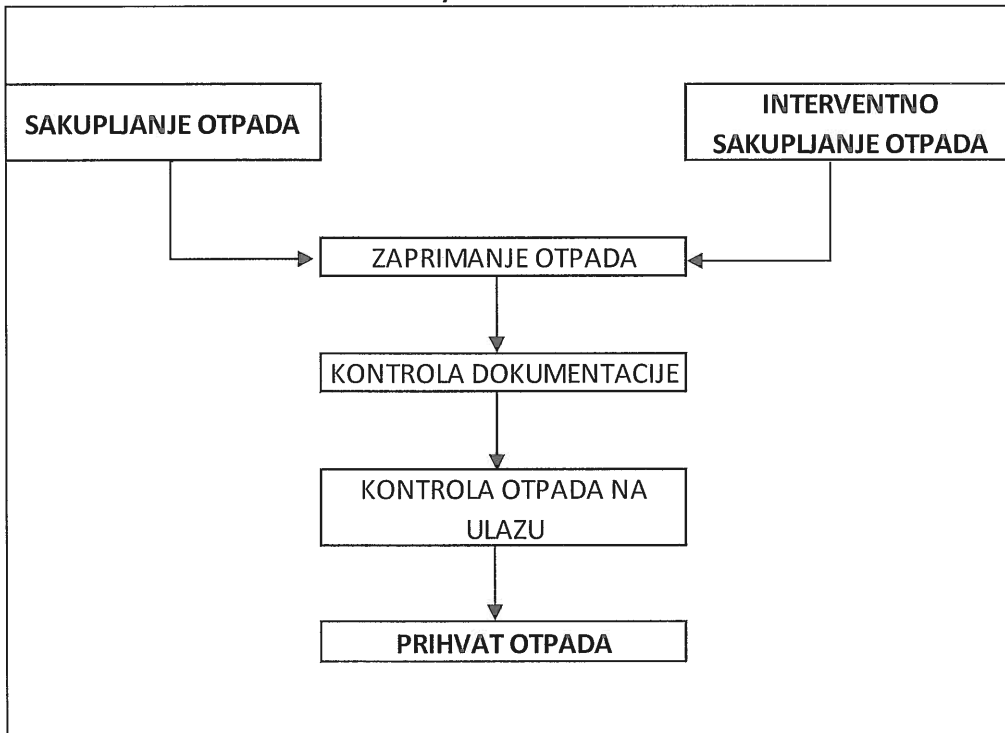 SAKUPLJANJE OTPADA
INTERVENTNO
SAKUPLJANJE OTPADA
ZAPRIMANJE OTPADA
KONTROLA DOKUMENTACIJE
KONTROLA OTPADA NA
ULAZU
PRIHVAT OTPADA